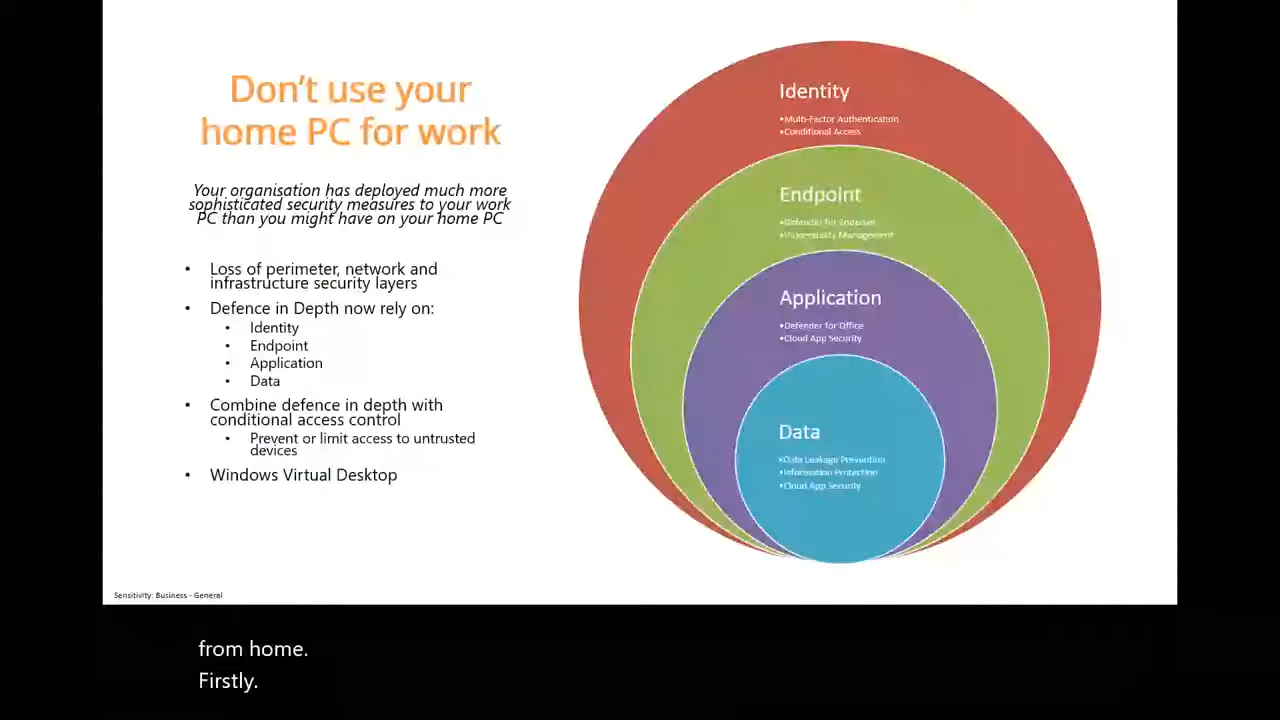 Don't use your
home PC for work
Your organisation has deployed much more
sophisticated security measures to your work
PC than you might have on your home PC
• Loss of perimeter, network and
infrastructure security layers
• Defence in Depth now rely on:
• Identity
• Endpoint
• Application
• Data
• Combine defence in depth with
conditional access control
• Prevent or limit access to untrusted
devices
• Windows Virtual Desktop
Identity
•Multi-Factor Authentication
•Conditional Access
Endpoint
•Defender for Endpoint
•Vulnerability Management
Application
•Defender for Office
•Cloud App Security
Data
•Data Leakage Prevention
•Information Protection
•Cloud App Security
Sensitivity: Business - General
from home.
Firstly.